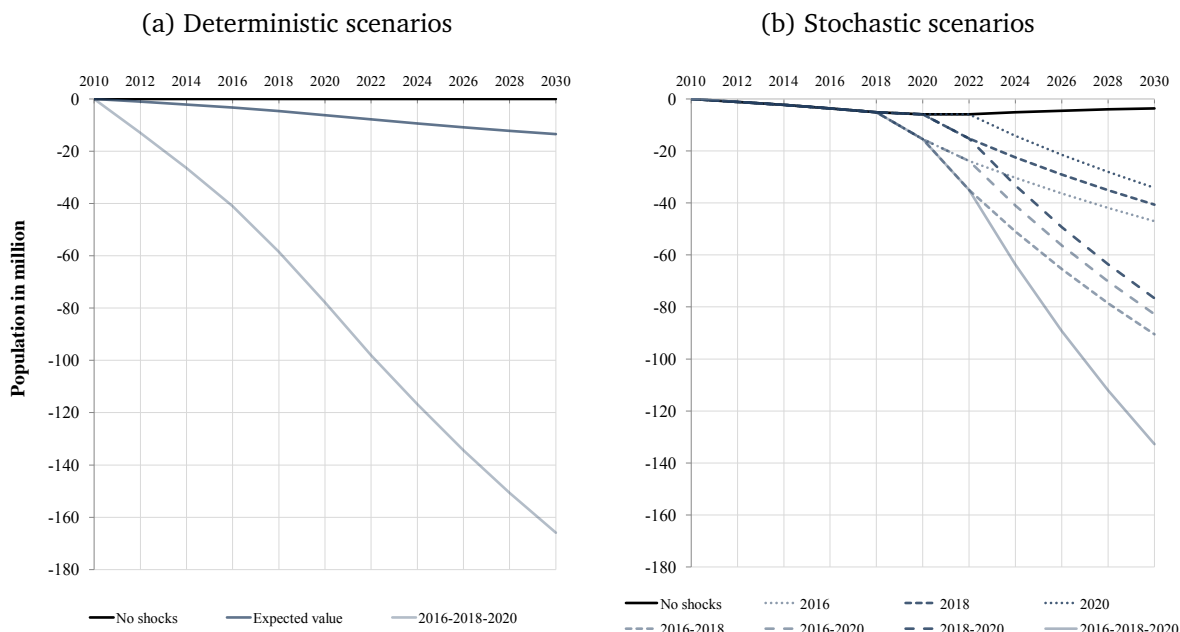 (a) Deterministic scenarios
2010 2012 2014 2016 2018 2020 2022 2024 2026 2028 2030
0
-20
-40
-60
-80
-100
-120
-140
-160
-180
Population in million
No shocks Expected value 2016-2018-2020
(b) Stochastic scenarios
2010 2012 2014 2016 2018 2020 2022 2024 2026 2028 2030
0
-20
-40
-60
-80
-100
-120
-140
-160
-180
No shocks 2016 2018 2020
2016-2018 2016-2020 2018-2020 2016-2018-2020